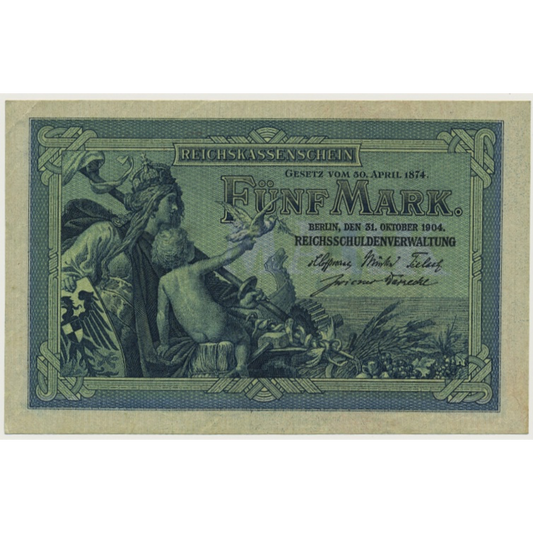 REICHSKASSENSCHEIN
GESETZ VOM 30. APRIL 1874.
FÜNF MARK.
BERLIN, DEN 31. OKTOBER 1904.
REICHSSCHULDENVERWALTUNG